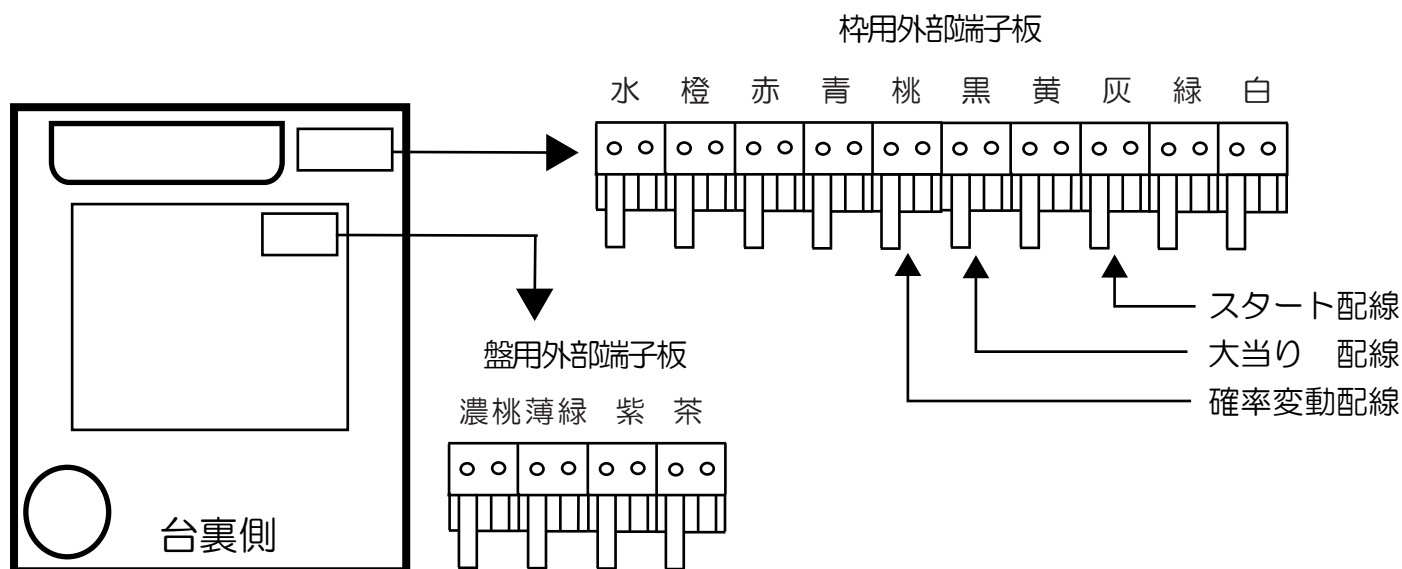 枠用外部端子板
水 橙 赤 青 桃 黒 黄 灰 緑 白
スタート配線
大当り 配線
確率変動配線
盤用外部端子板
濃桃 薄緑 紫 茶
台裏側